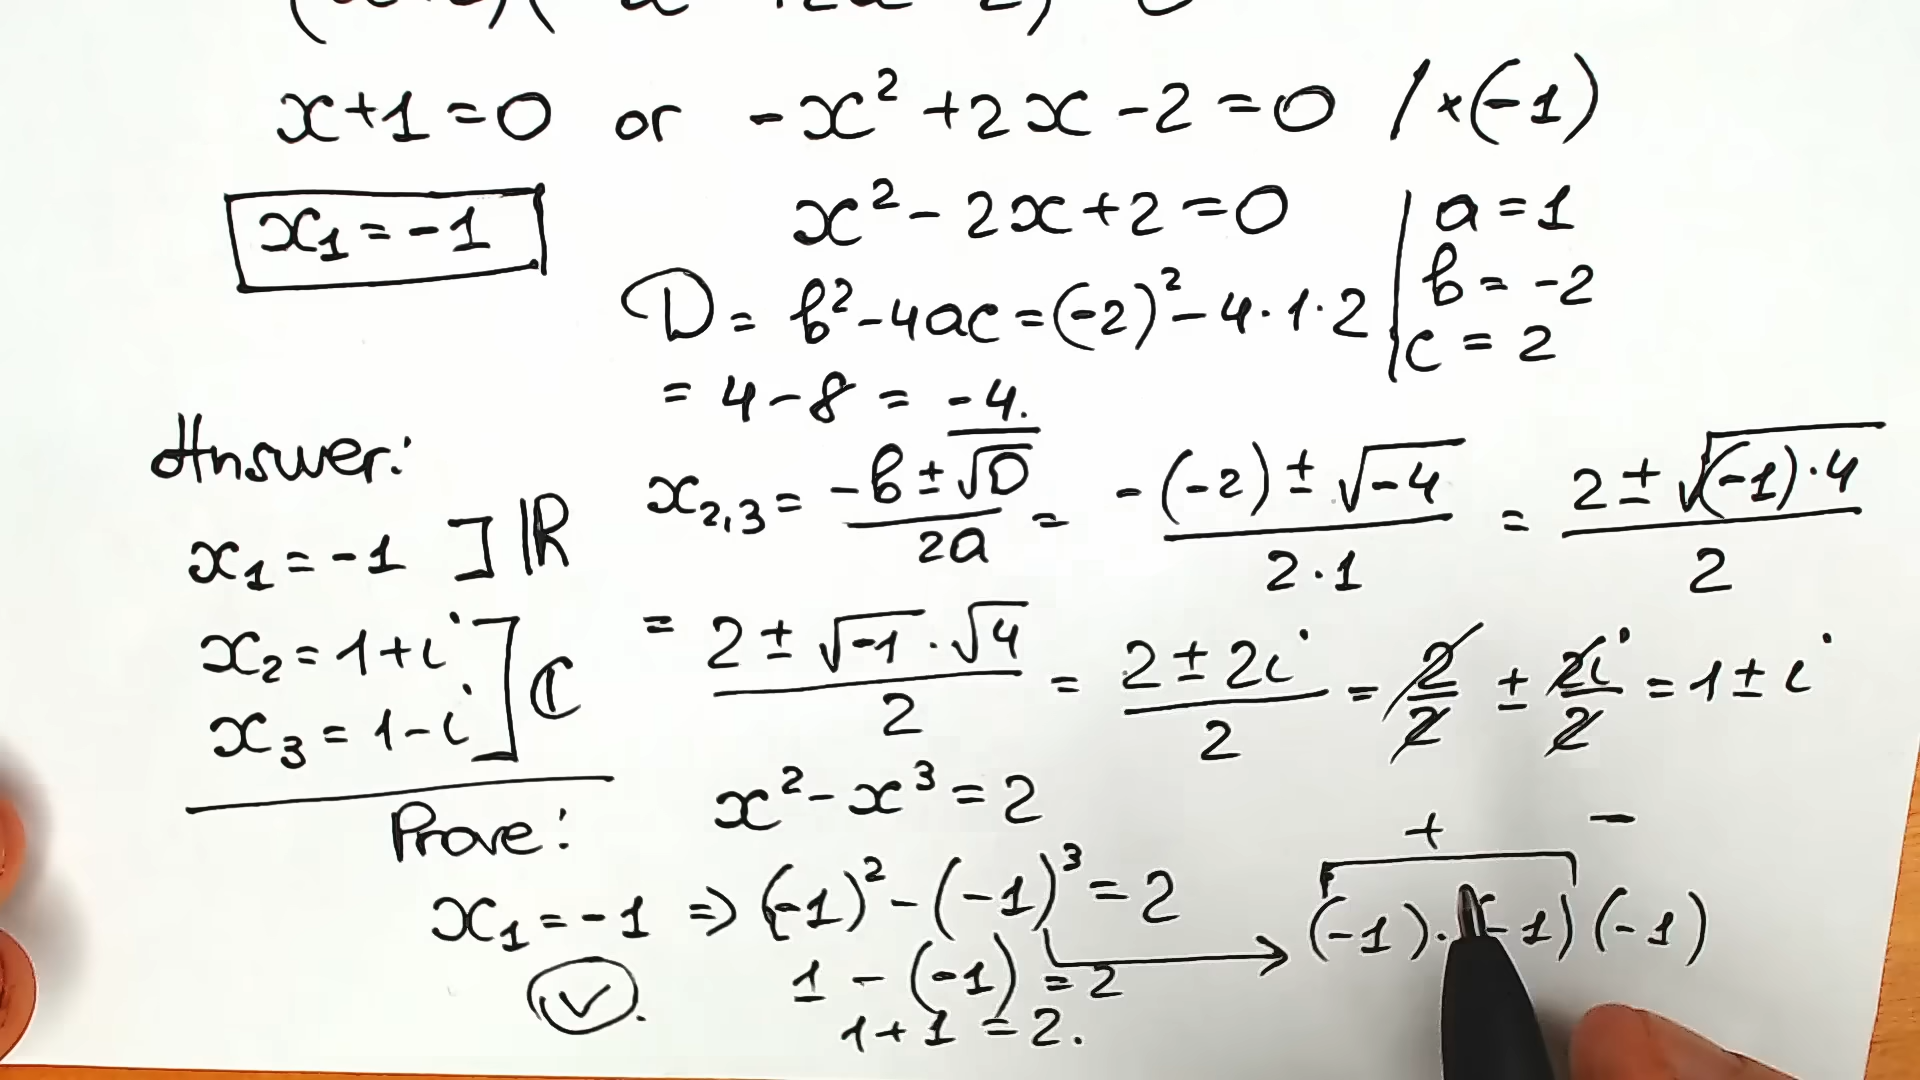 x+1=0 or -x²+2x-2=0 /×(-1)
x₁=-1
x²-2x+2=0
a=1
b=-2
c=2
D=b²-4ac=(-2)²-4·1·2
=4-8=-4.
x₂,₃=(-b±√D)/2a=(-(-2)±√-4)/2·1=(2±√(-1)·4)/2
=(2±√-1·√4)/2=(2±2i)/2=2/2±2i/2=1±i
Answer:
x₁=-1 ]ℝ
x₂=1+i
x₃=1-i ]ℂ
Prove: x²-x³=2
x₁=-1 ⇒ (-1)²-(-1)³=2
1-(-1)=2
1+1=2.
+ -
(-1)·(-1)(-1)